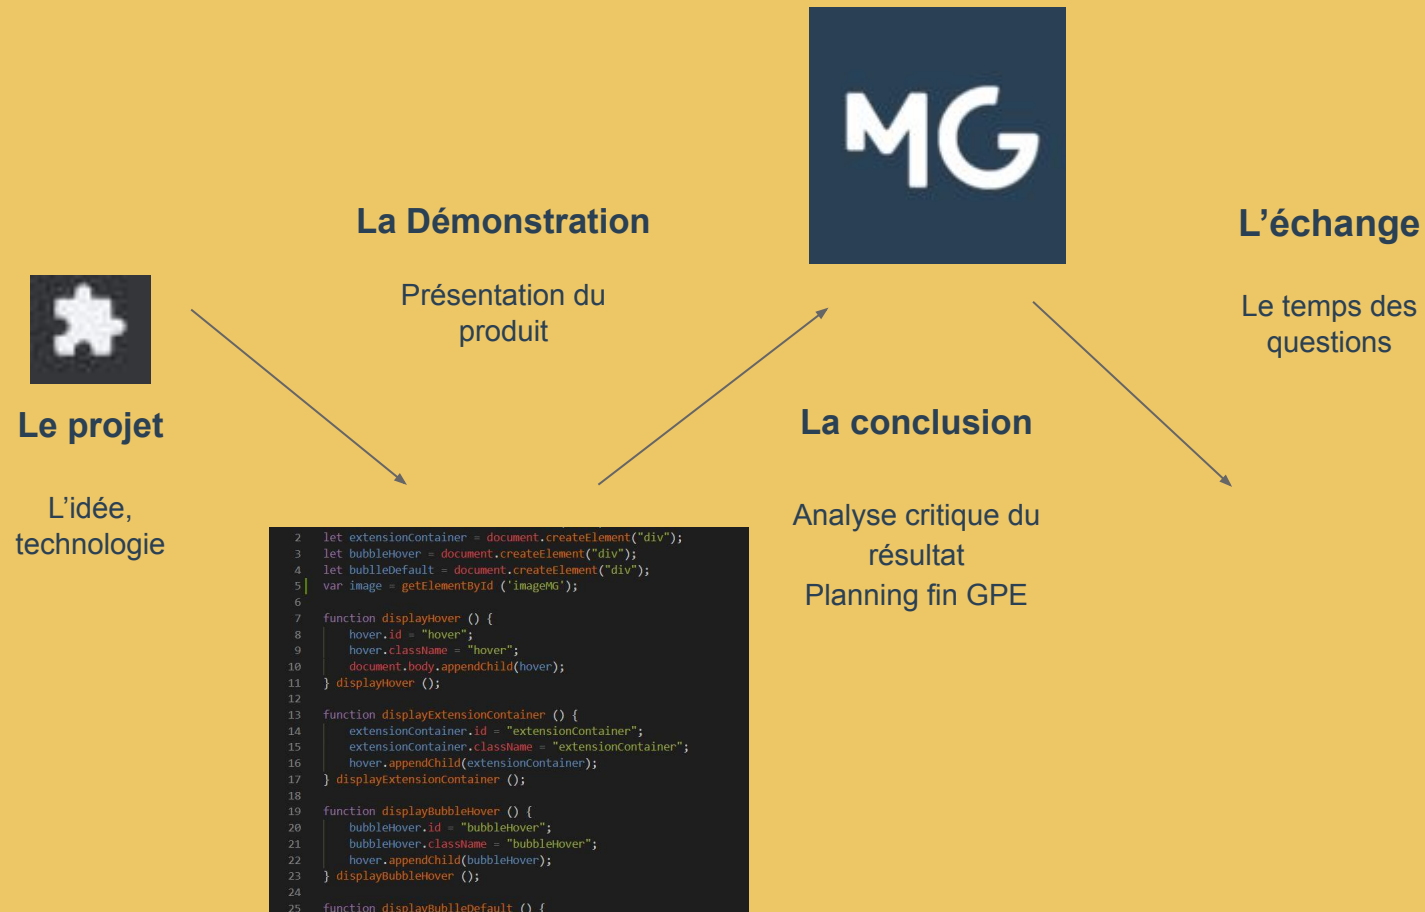 Le projet
L'idée,
technologie
La Démonstration
Présentation du
produit
2 let extensionContainer = document.createElement("div");
3 let bubbleHover = document.createElement("div");
4 let bublleDefault = document.createElement("div");
5 var image = getElementById ('imageMG');
6
7 function displayHover () {
8 hover.id = "hover";
9 hover.className = "hover";
10 document.body.appendChild(hover);
11 } displayHover ();
12
13 function displayExtensionContainer () {
14 extensionContainer.id = "extensionContainer";
15 extensionContainer.className = "extensionContainer";
16 hover.appendChild(extensionContainer);
17 } displayExtensionContainer ();
18
19 function displayBubbleHover () {
20 bubbleHover.id = "bubbleHover";
21 bubbleHover.className = "bubbleHover";
22 hover.appendChild(bubbleHover);
23 } displayBubbleHover ();
24
25 function displayBublleDefault () {
MG
La conclusion
Analyse critique du
résultat
Planning fin GPE
L'échange
Le temps des
questions